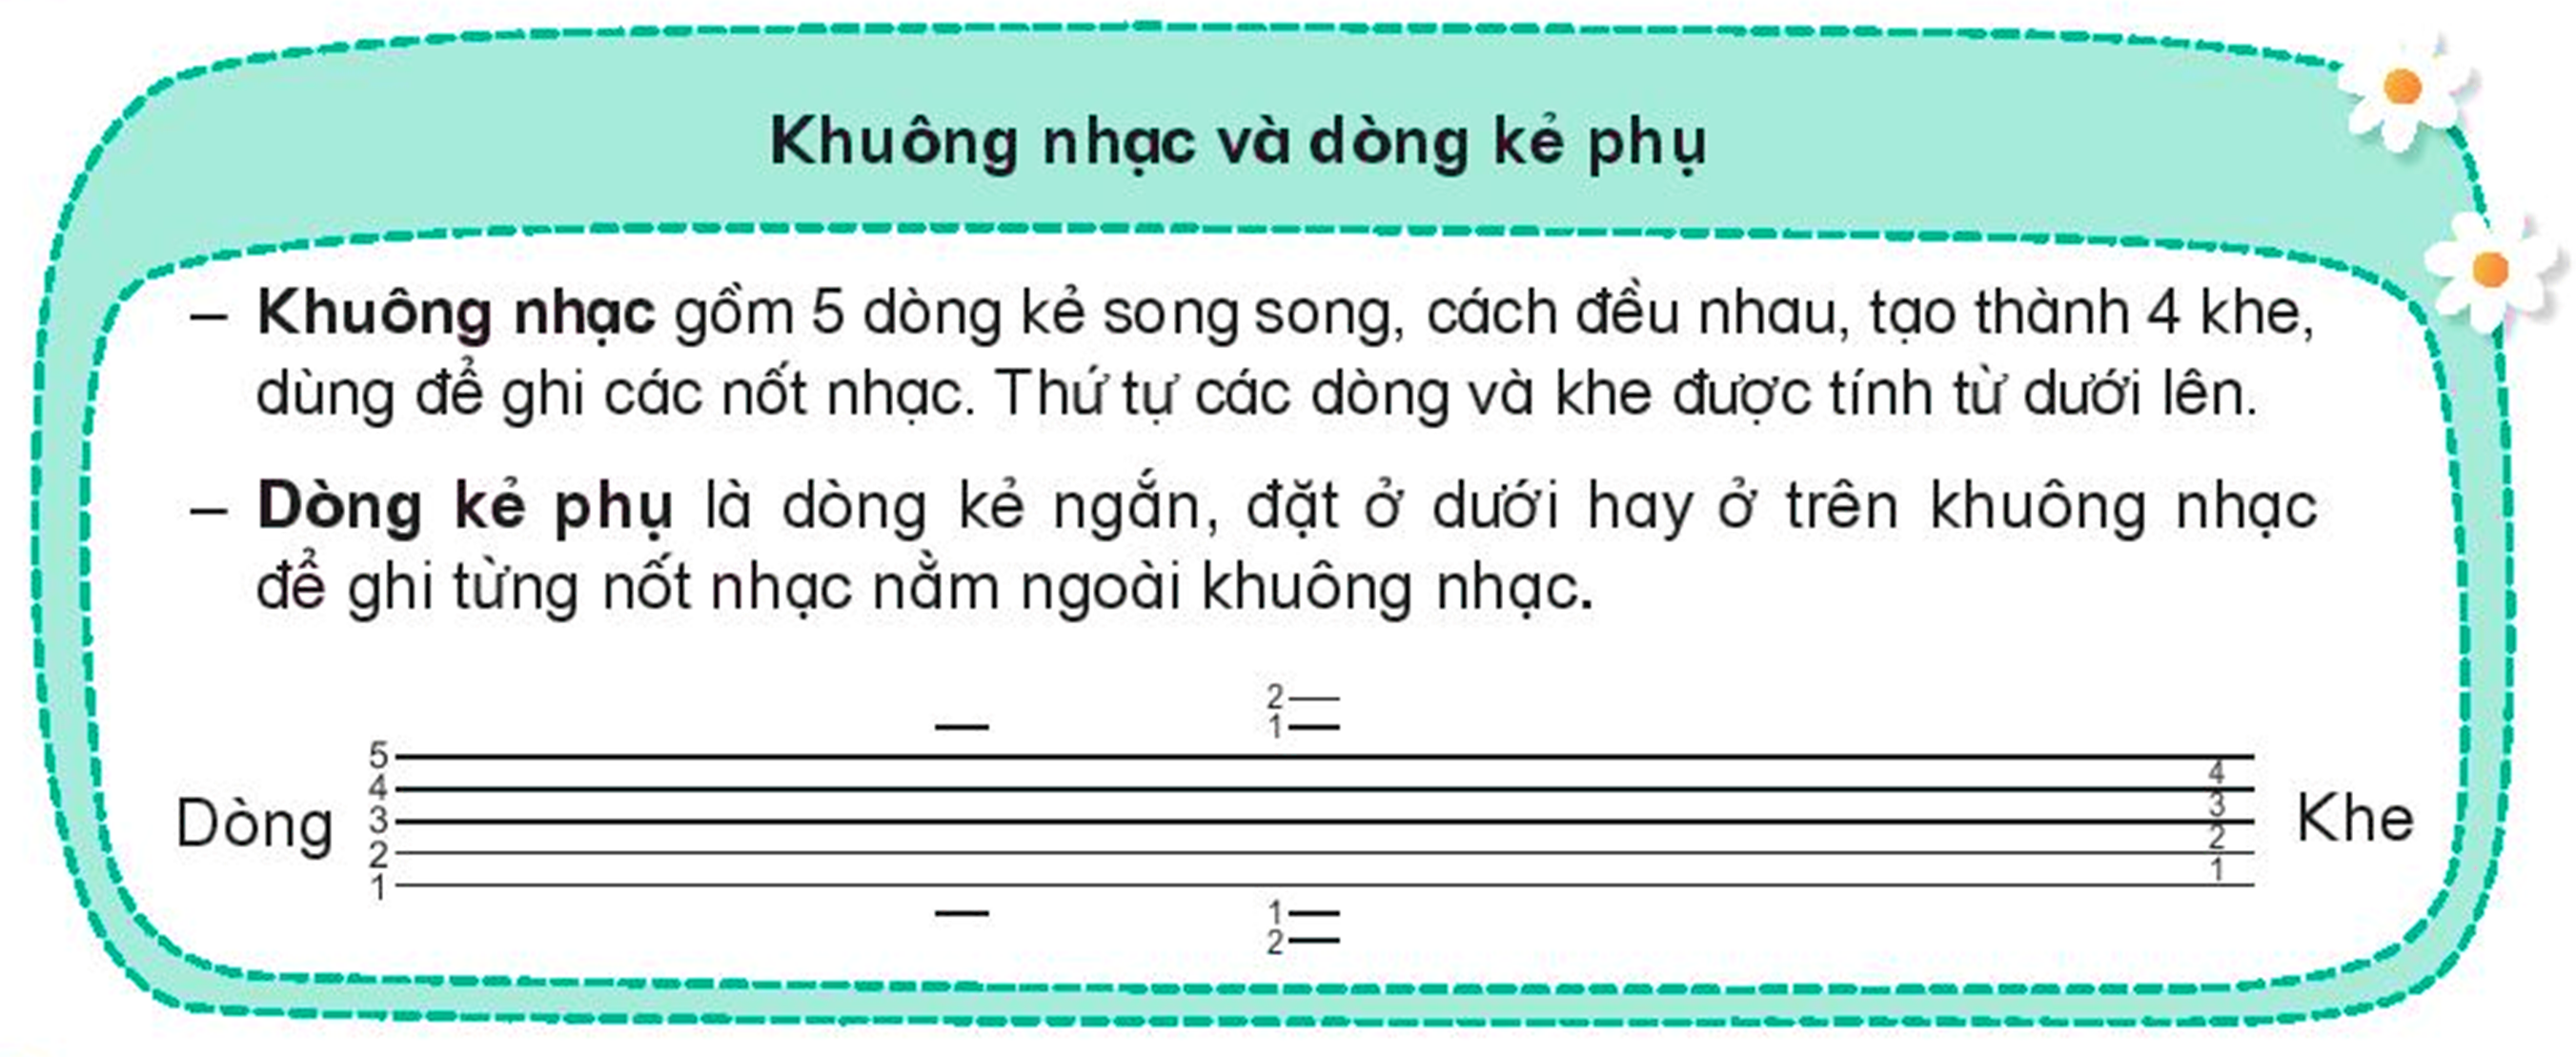 Khuông nhạc và dòng kẻ phụ
– Khuông nhạc gồm 5 dòng kẻ song song, cách đều nhau, tạo thành 4 khe,
dùng để ghi các nốt nhạc. Thứ tự các dòng và khe được tính từ dưới lên.
– Dòng kẻ phụ là dòng kẻ ngắn, đặt ở dưới hay ở trên khuông nhạc
để ghi từng nốt nhạc nằm ngoài khuông nhạc.
2
1
5
4
3
2
1
Dòng
4
3
2
1
Khe
1
2